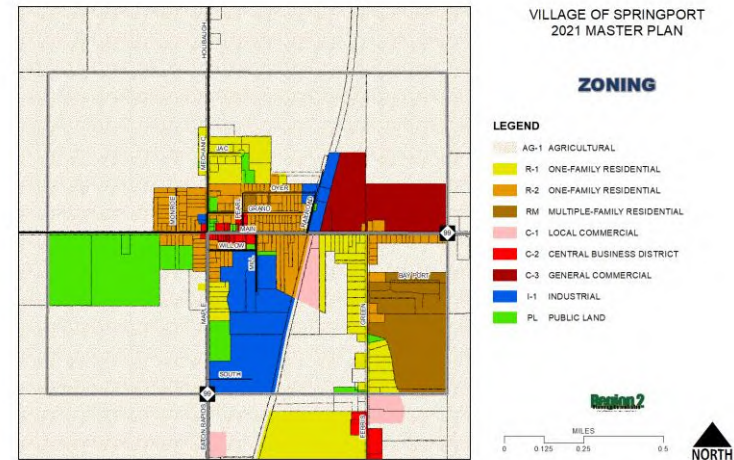 VILLAGE OF SPRINGPORT
2021 MASTER PLAN
ZONING
LEGEND
AG-1 AGRICULTURAL
R-1 ONE-FAMILY RESIDENTIAL
R-2 ONE-FAMILY RESIDENTIAL
RM MULTIPLE-FAMILY RESIDENTIAL
C-1 LOCAL COMMERCIAL
C-2 CENTRAL BUSINESS DISTRICT
C-3 GENERAL COMMERCIAL
I-1 INDUSTRIAL
PL PUBLIC LAND
HOLIBAUGH
MECHANIC
JAC
DYER
MONROE
PEARL
GRAND
MAIN
99
WILLOW
BAY PORT
MAPLE
GREEN
SOUTH
99
EATON RAPIDS
Region 2
MILES
0 0.125 0.25 0.5
NORTH